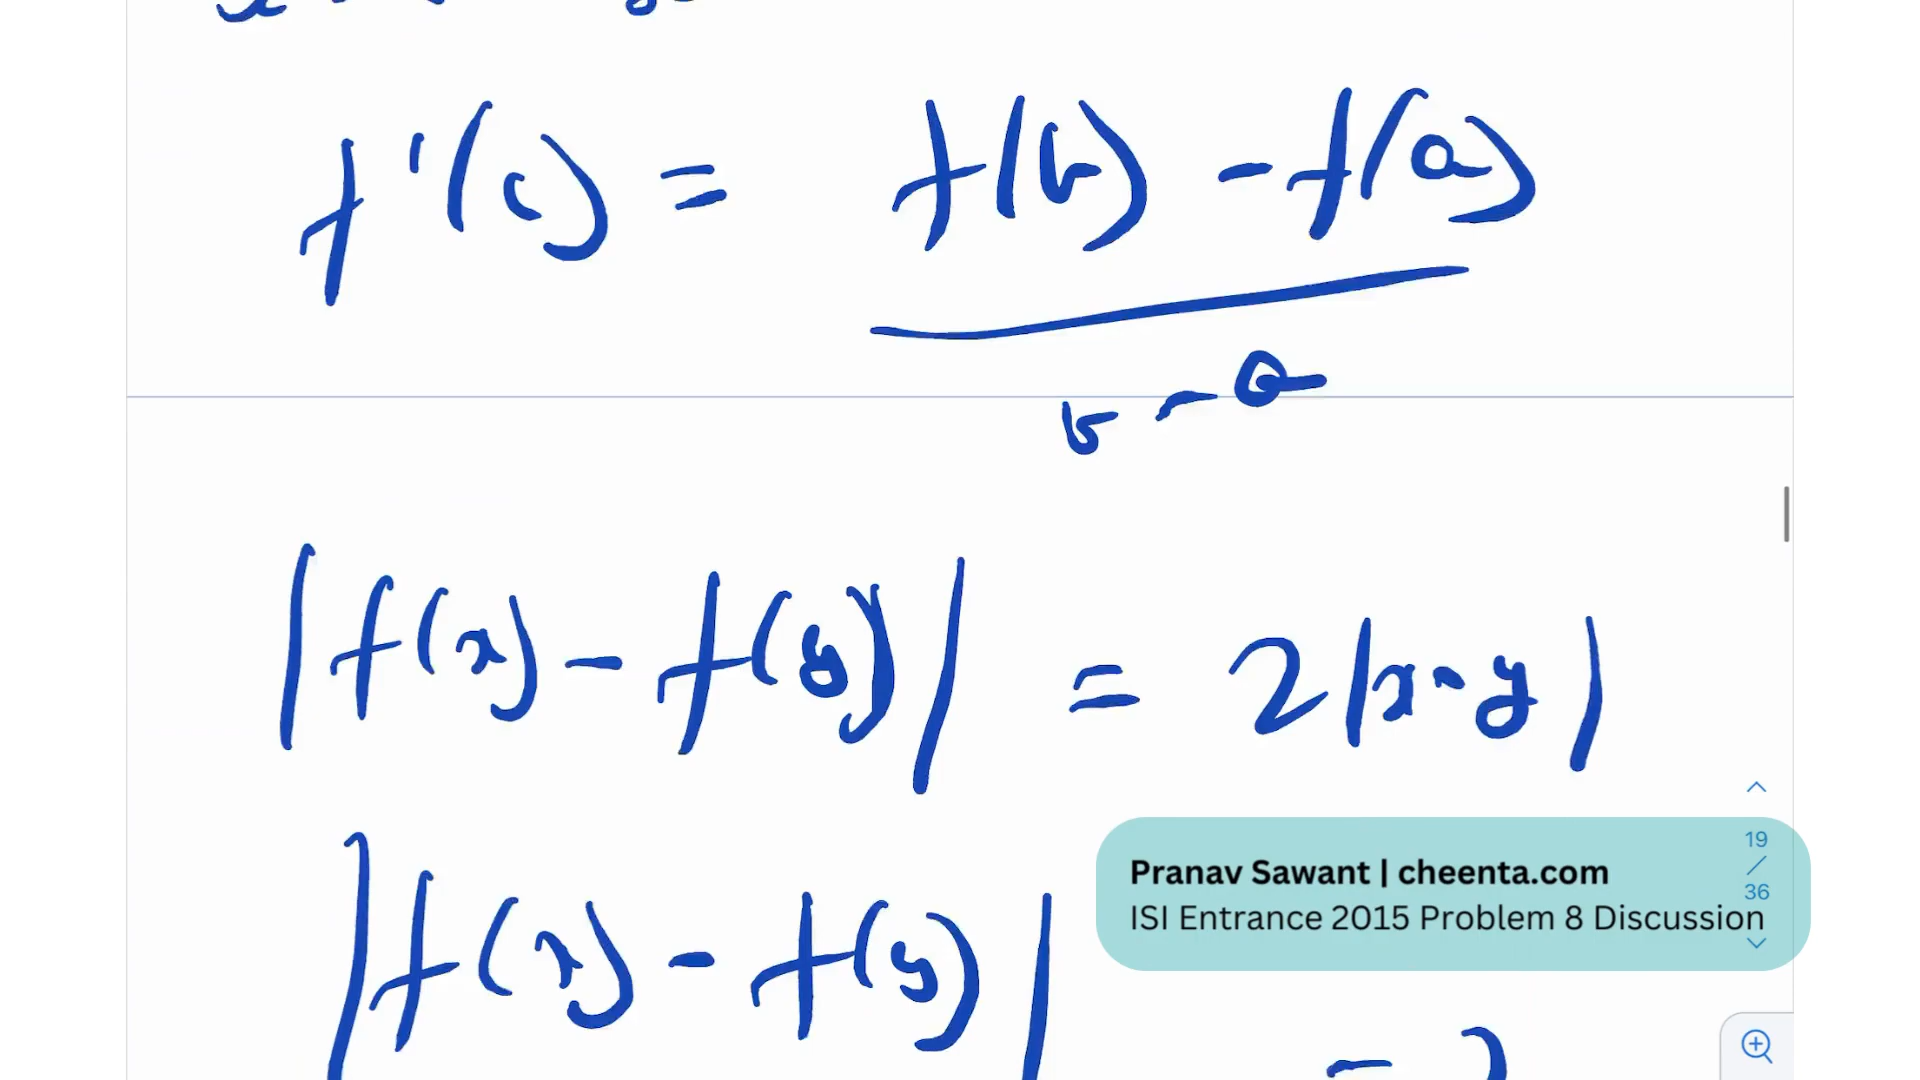 f'(c) = f(b) - f(a)
b - a
|f(x) - f(y)| = 2|x - y|
19
/
Pranav Sawant | cheenta.com
36
ISI Entrance 2015 Problem 8 Discussion
|f(x) - f(y)| =